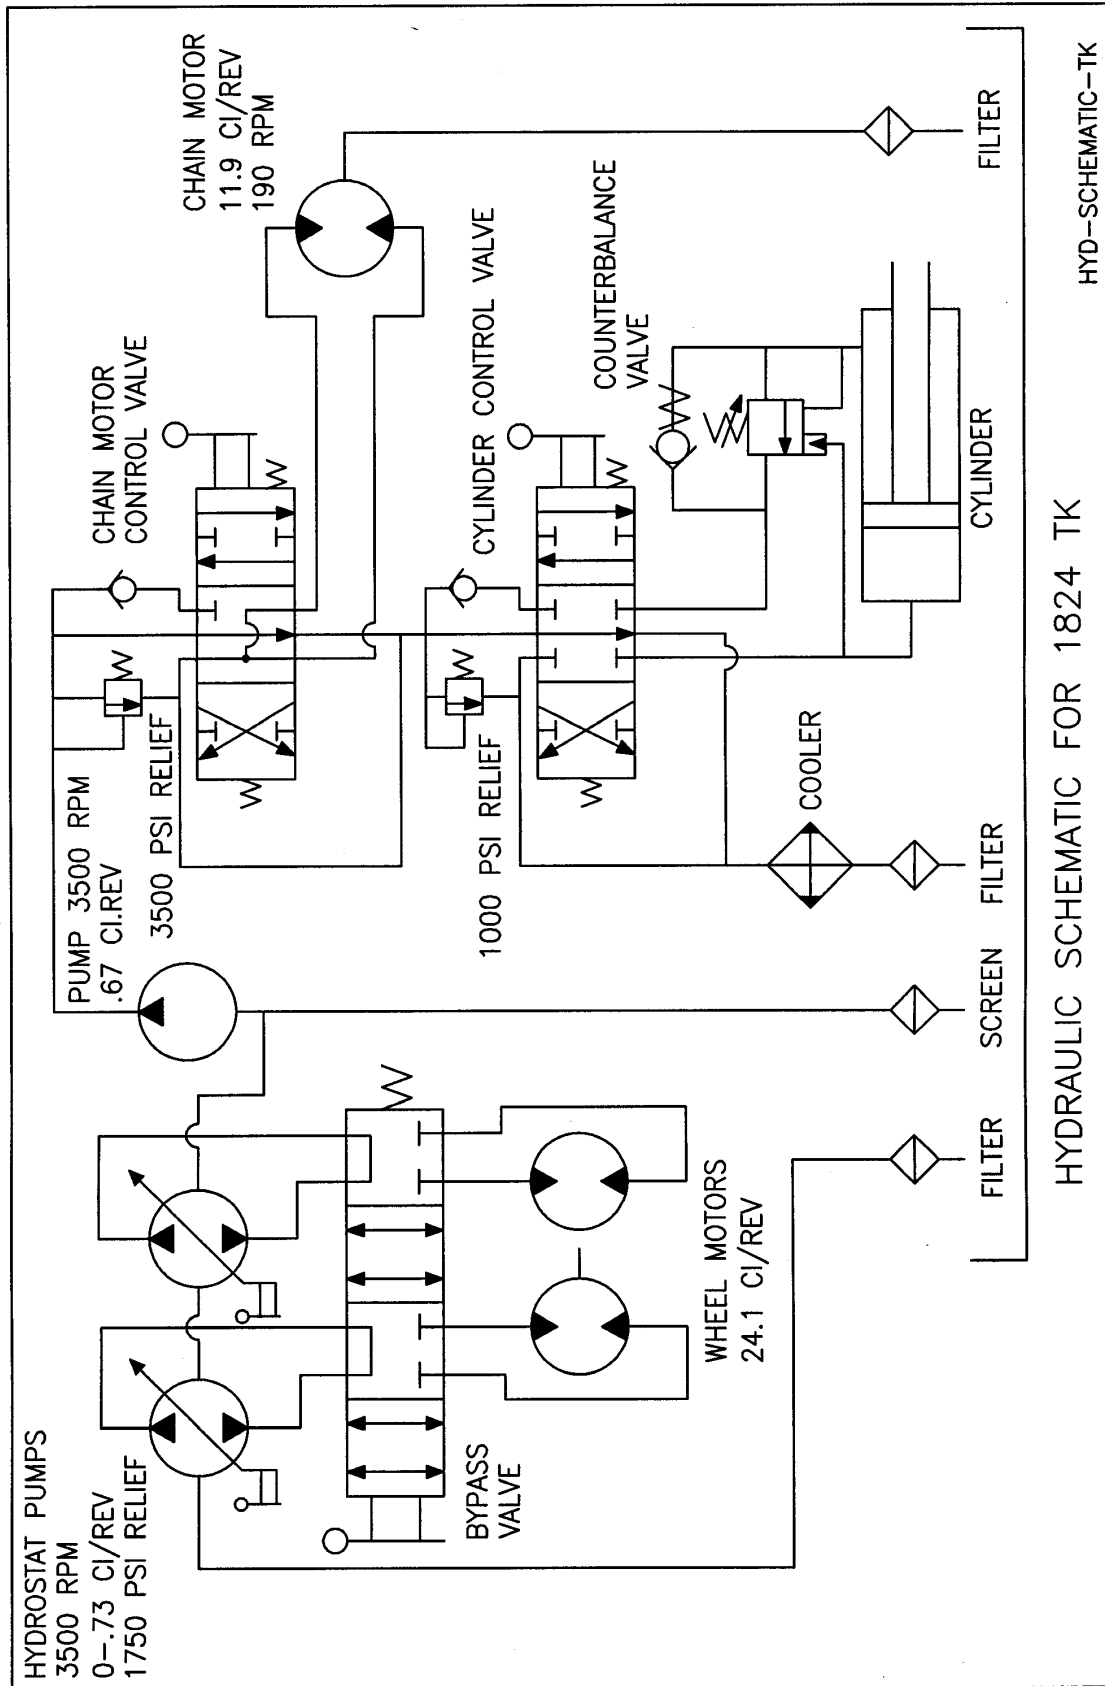 HYDROSTAT PUMPS
3500 RPM
0-.73 CI/REV
1750 PSI RELIEF
BYPASS
VALVE
WHEEL MOTORS
24.1 CI/REV
PUMP 3500 RPM
.67 CI.REV
3500 PSI RELIEF
CHAIN MOTOR
CONTROL VALVE
CHAIN MOTOR
11.9 CI/REV
190 RPM
1000 PSI RELIEF
CYLINDER CONTROL VALVE
COUNTERBALANCE
VALVE
COOLER
CYLINDER
FILTER
SCREEN
FILTER
FILTER
HYDRAULIC SCHEMATIC FOR 1824 TK
HYD-SCHEMATIC-TK